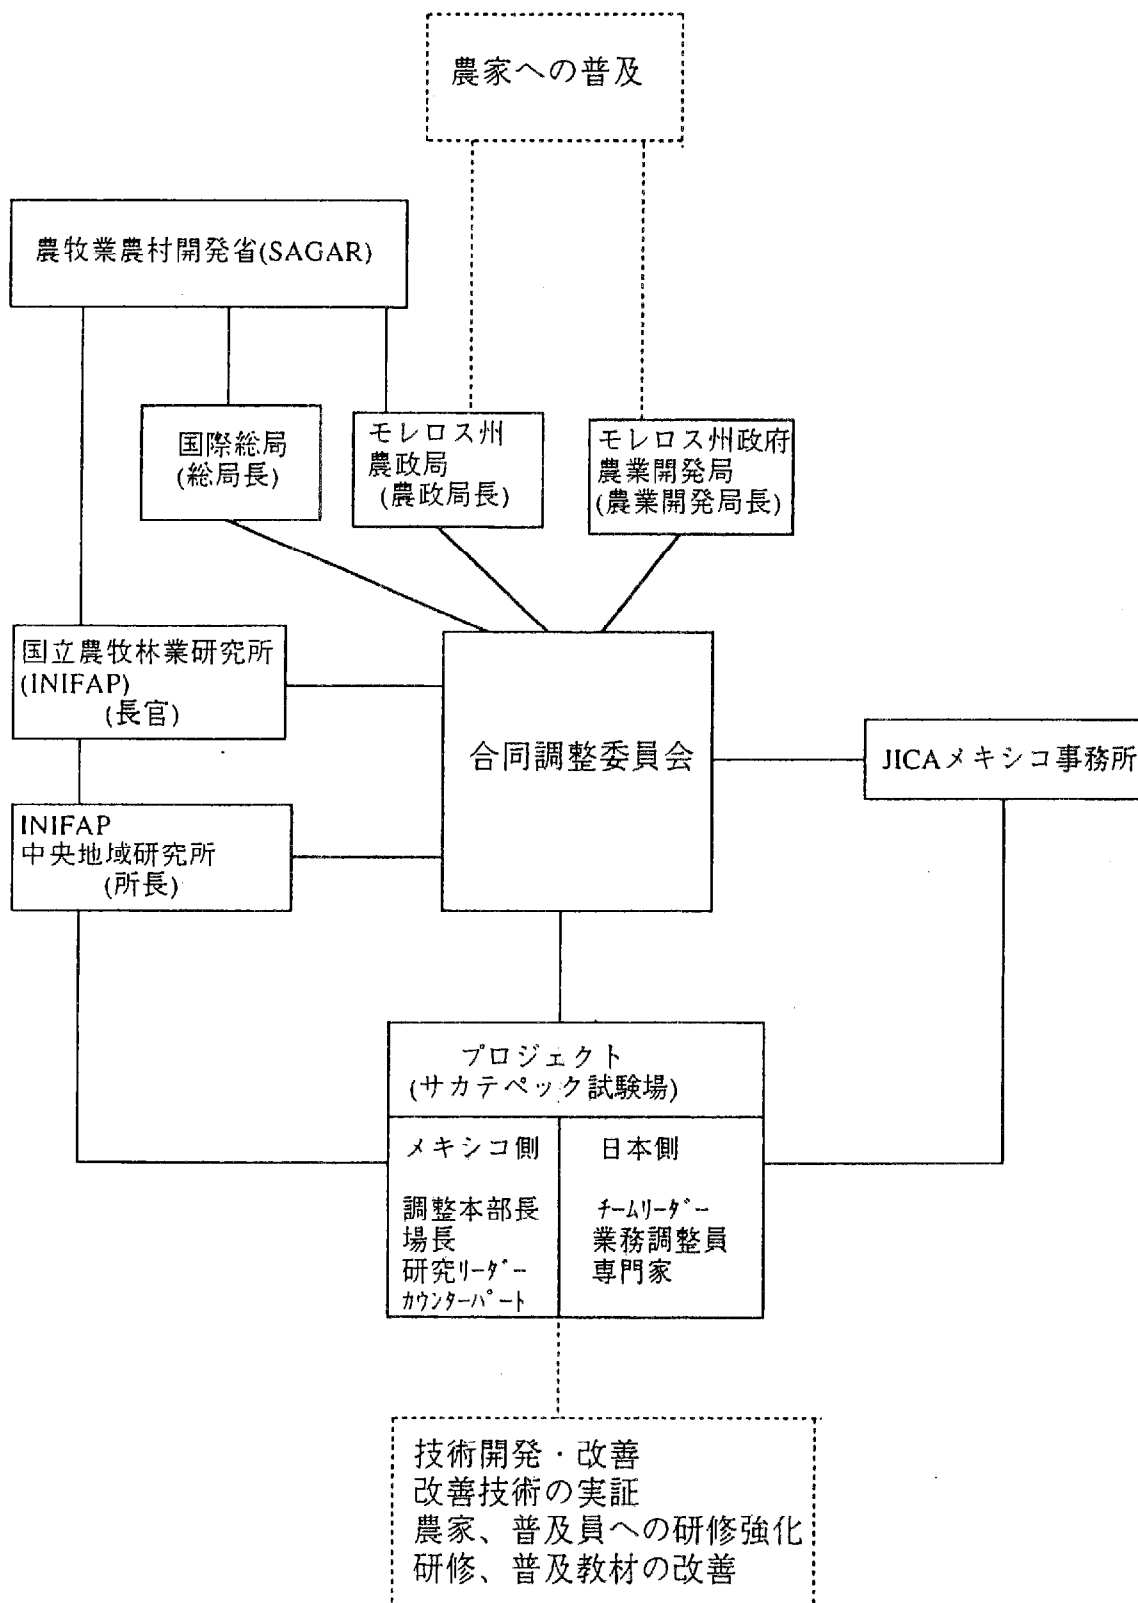 農家への普及
農牧業農村開発省(SAGAR)
国際総局
(総局長)
モレロス州
農政局
(農政局長)
モレロス州政府
農業開発局
(農業開発局長)
国立農牧林業研究所
(INIFAP)
(長官)
合同調整委員会
JICAメキシコ事務所
INIFAP
中央地域研究所
(所長)
プロジェクト
(サカテペック試験場)
メキシコ側
調整本部長
場長
研究ﾘｰﾀﾞｰ
ｶｳﾝﾀｰﾊﾟｰﾄ
日本側
ﾁｰﾑﾘｰﾀﾞｰ
業務調整員
専門家
技術開発・改善
改善技術の実証
農家、普及員への研修強化
研修、普及教材の改善